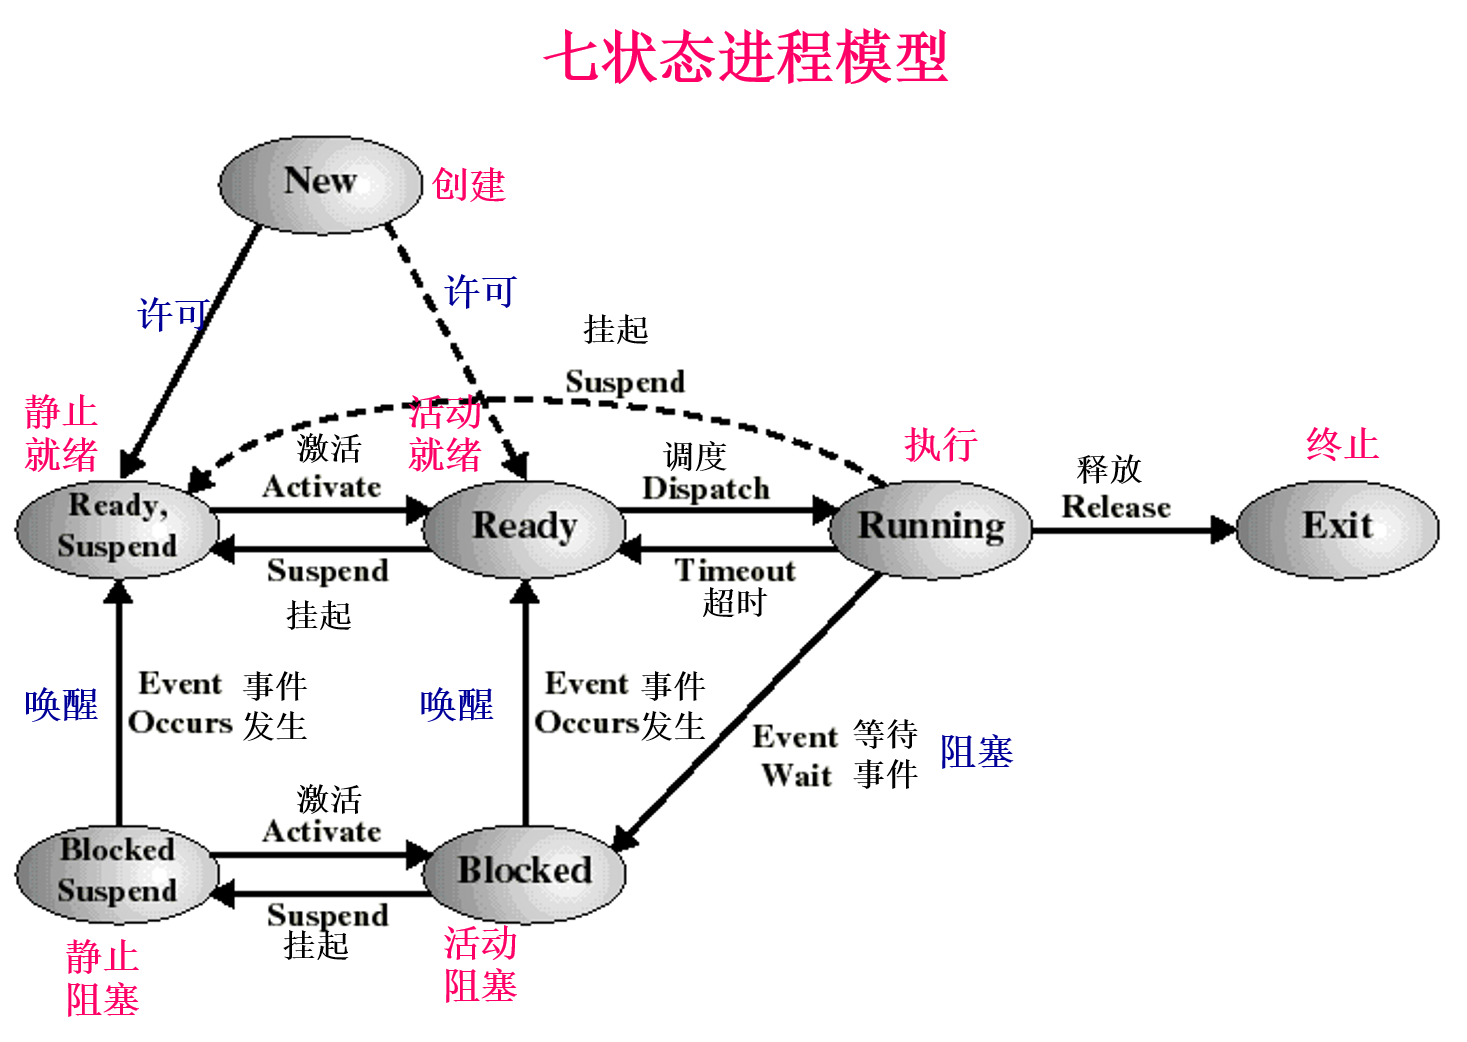 七状态进程模型
New
创建
许可
许可
挂起
Suspend
静止
就绪
活动
就绪
激活
Activate
调度
Dispatch
执行
释放
Release
终止
Ready,
Suspend
Ready
Running
Exit
Suspend
挂起
Timeout
超时
唤醒
Event
Occurs
事件
发生
唤醒
Event
Occurs
事件
发生
Event
Wait
等待
事件
阻塞
激活
Activate
Blocked
Suspend
Blocked
Suspend
挂起
静止
阻塞
活动
阻塞